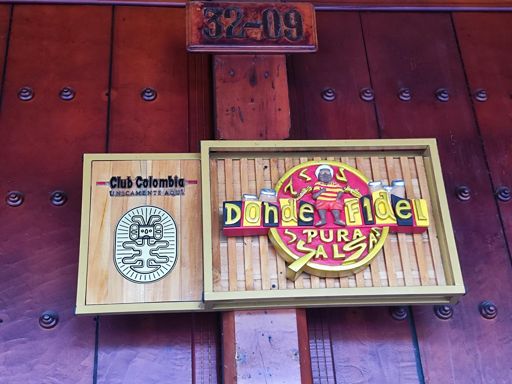 32-09
Club Colombia
UNICAMENTE AQUÍ
Donde Fidel
PURA
SALSA